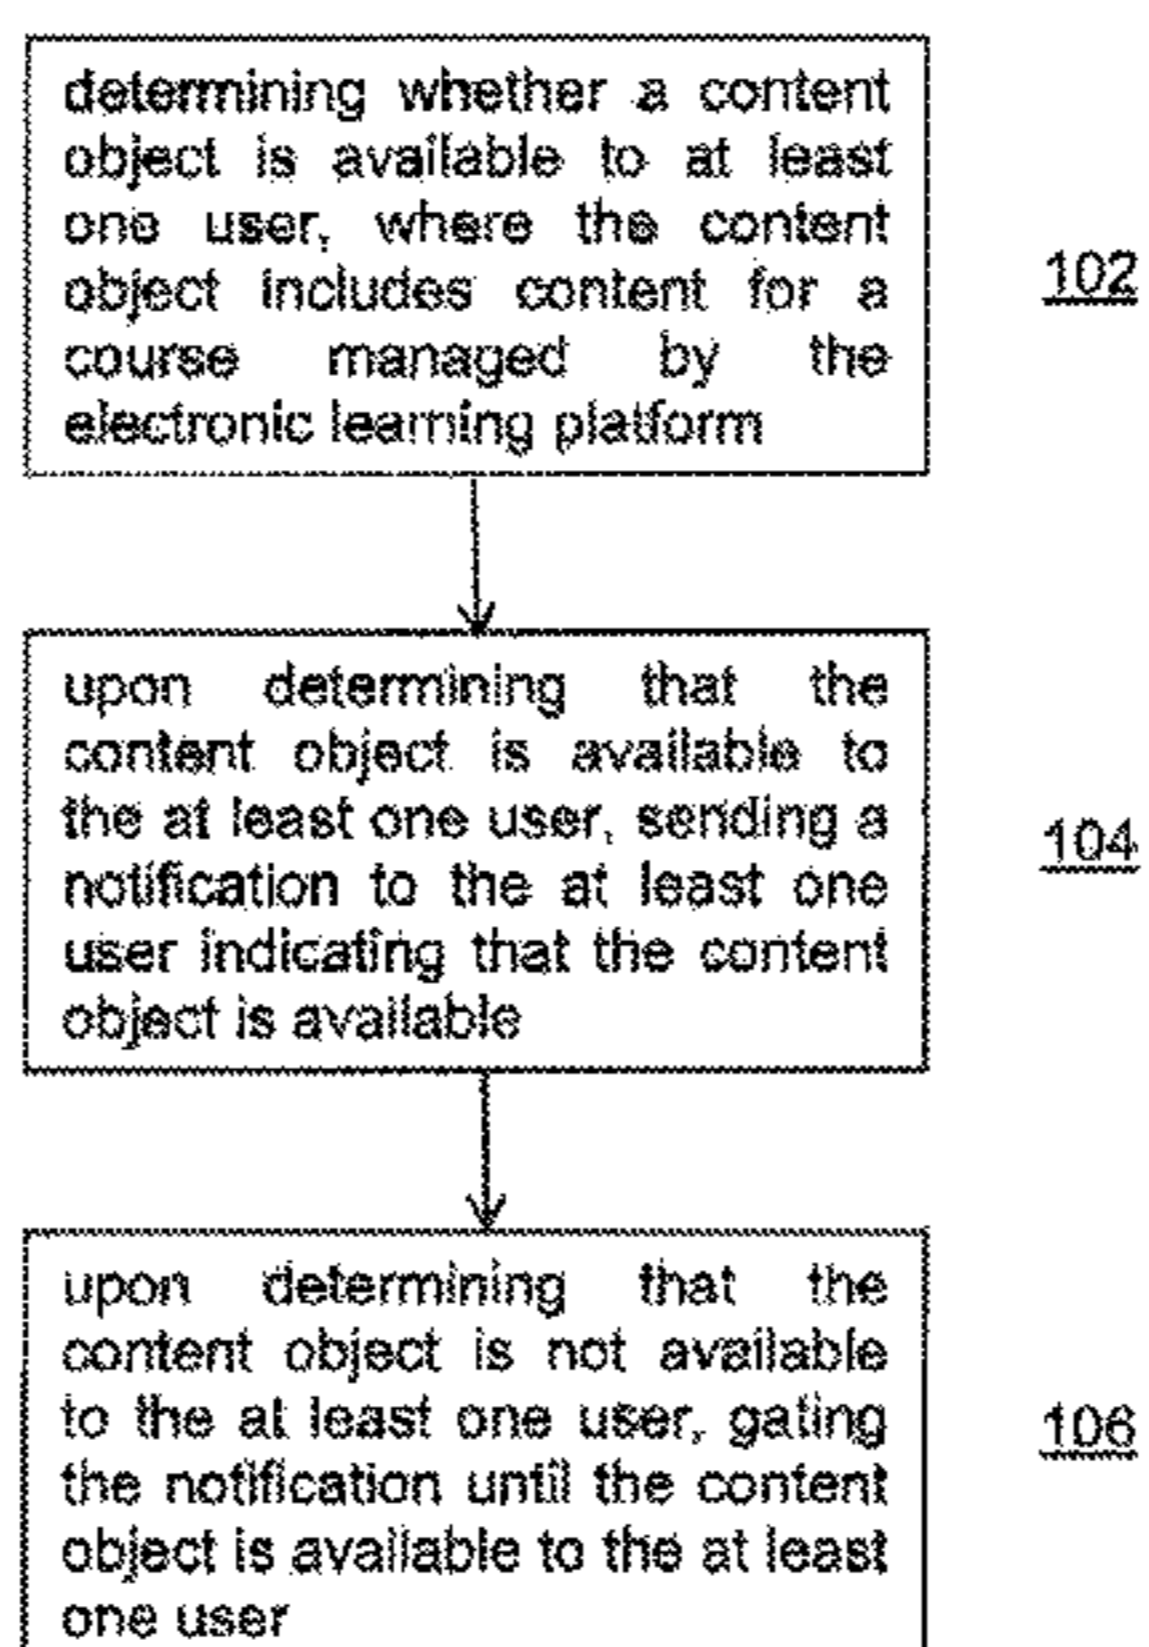 determining whether a content
object is available to at least
one user, where the content
object includes content for a
course managed by the
electronic learning platform
102
upon determining that the
content object is available to
the at least one user, sending a
notification to the at least one
user indicating that the content
object is available
104
upon determining that the
content object is not available
to the at least one user, gating
the notification until the content
object is available to the at least
one user
106